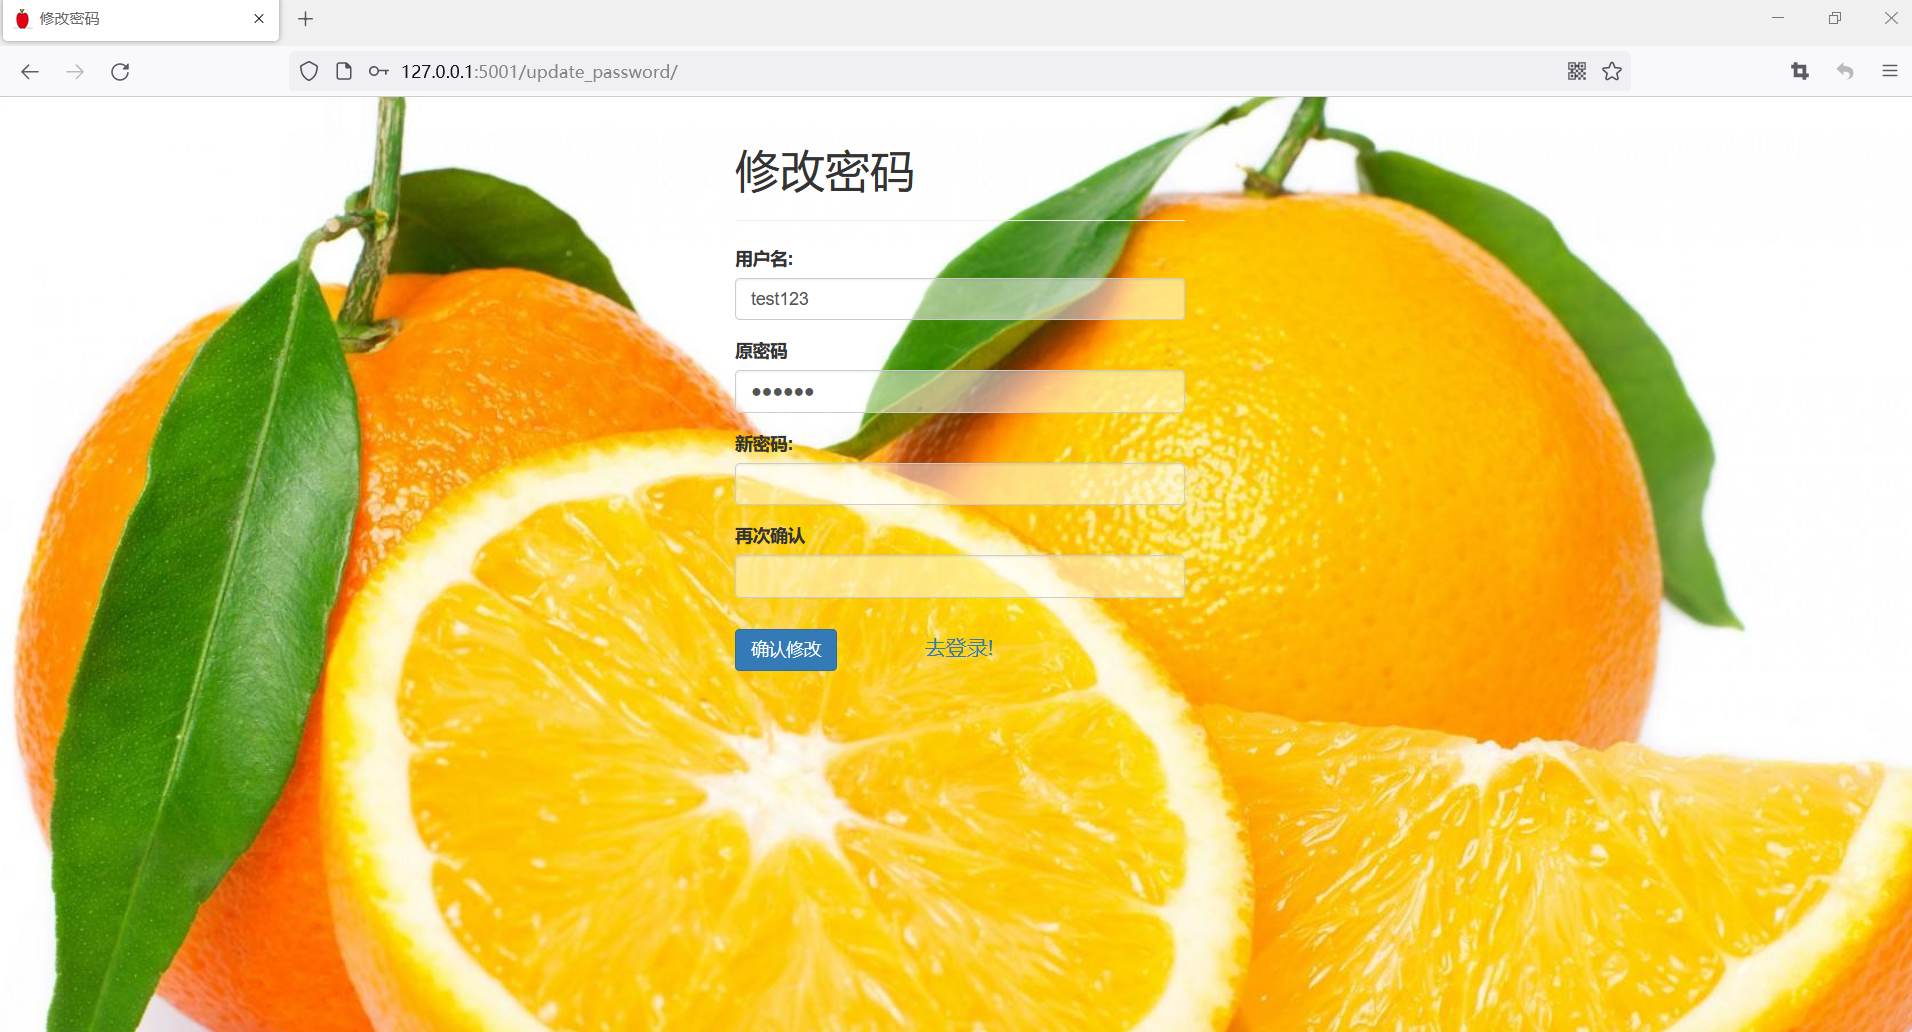 修改密码
127.0.0.1:5001/update_password/
修改密码
用户名:
test123
原密码
●●●●●●
新密码:
再次确认
确认修改
去登录!